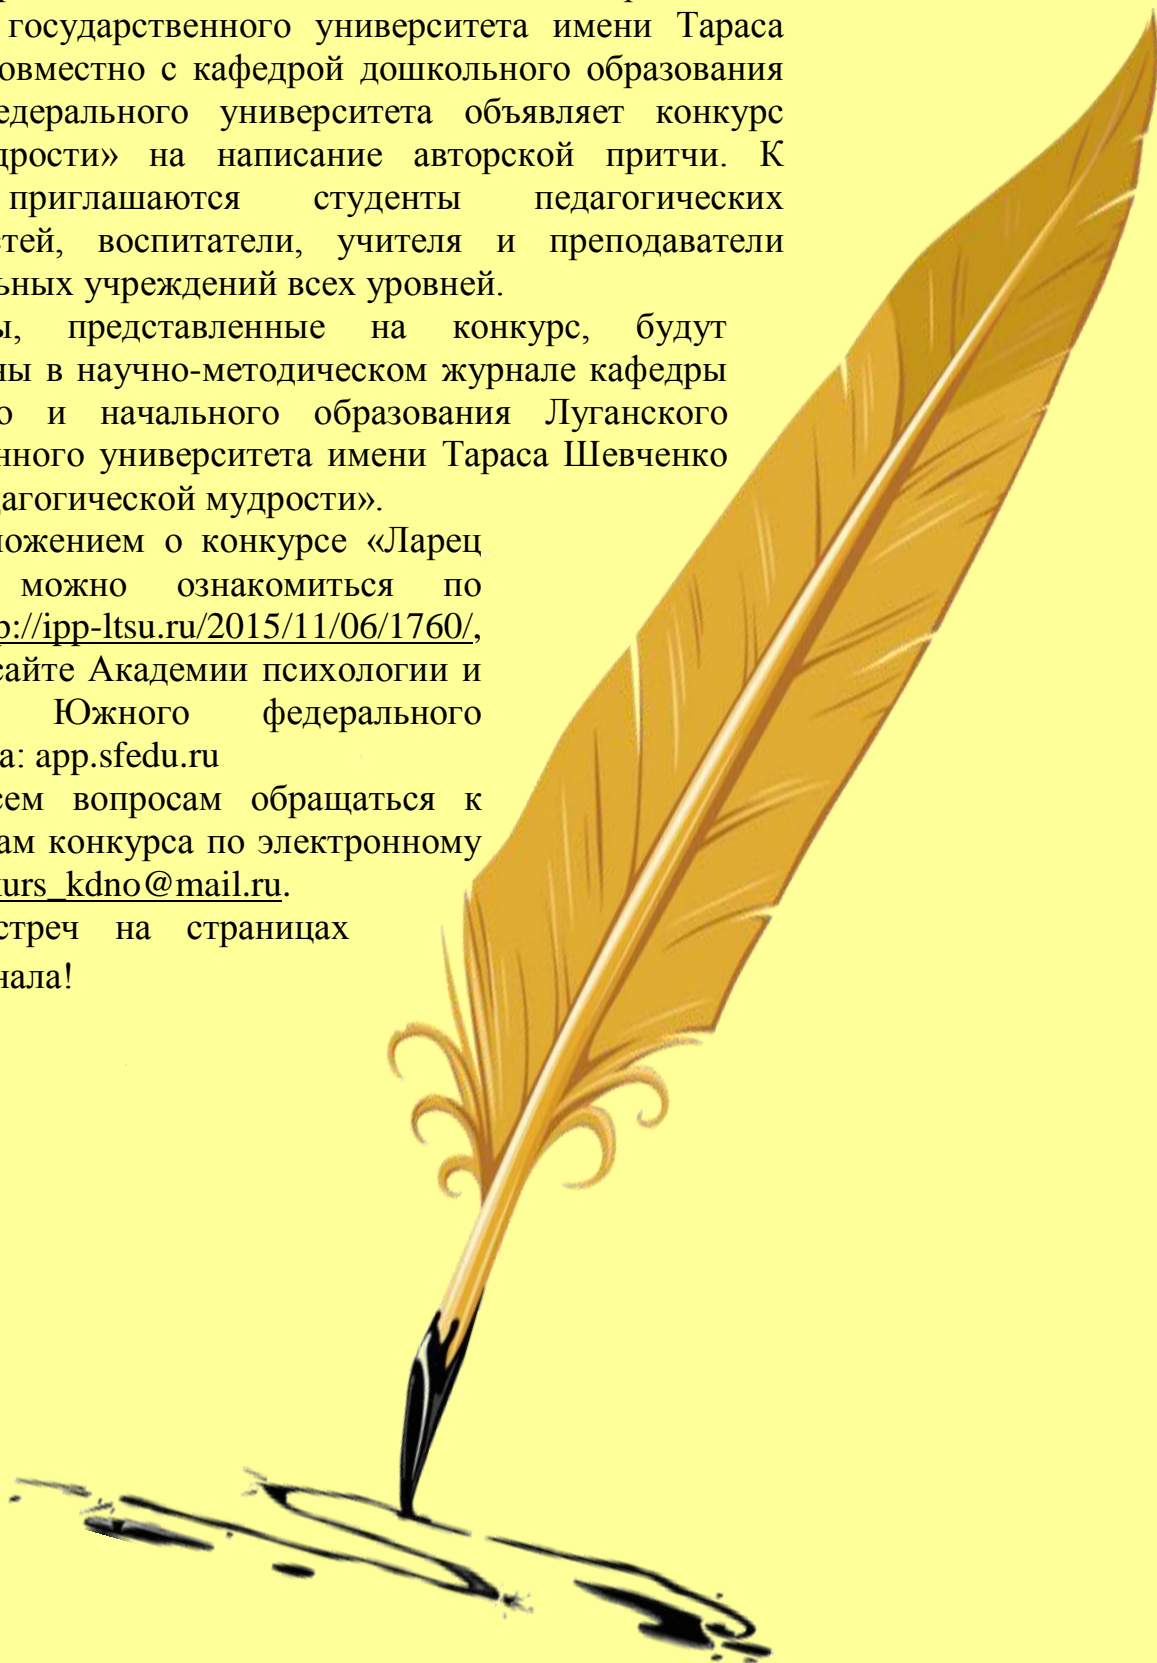 государственного университета имени Тараса
овместно с кафедрой дошкольного образования
едерального университета объявляет конкурс
дрости» на написание авторской притчи. К
приглашаются студенты педагогических
стей, воспитатели, учителя и преподаватели
ьных учреждений всех уровней.
ы, представленные на конкурс, будут
ны в научно-методическом журнале кафедры
о и начального образования Луганского
нного университета имени Тараса Шевченко
дагогической мудрости».
ложением о конкурсе «Ларец
можно ознакомиться по
p://ipp-ltsu.ru/2015/11/06/1760/,
сайте Академии психологии и
Южного федерального
а: app.sfedu.ru
сем вопросам обращаться к
ам конкурса по электронному
kurs_kdno@mail.ru.
стреч на страницах
нала!